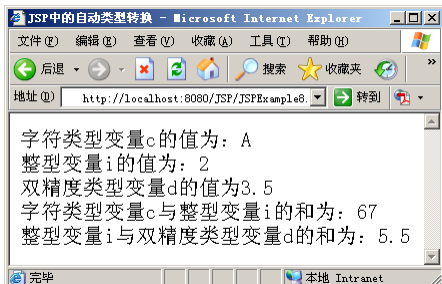 JSP中的自动类型转换 - Microsoft Internet Explorer
文件(F) 编辑(E) 查看(V) 收藏(A) 工具(T) 帮助(H)
后退 搜索 收藏夹 »
地址(D) http://localhost:8080/JSP/JSPExample8. 转到 »
字符类型变量c的值为：A
整型变量i的值为：2
双精度类型变量d的值为3.5
字符类型变量c与整型变量i的和为：67
整型变量i与双精度类型变量d的和为：5.5
完毕 本地 Intranet